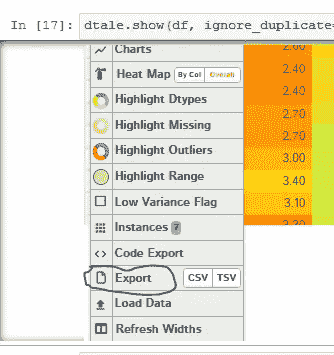 In [17]: dtale.show(df, ignore_duplicate=
Charts
Heat Map By Col Overall
Highlight Dtypes
Highlight Missing
Highlight Outliers
Highlight Range
Low Variance Flag
Instances 7
Code Export
Export CSV TSV
Load Data
Refresh Widths
2.60
2.40
2.40
2.70
2.70
3.00
3.40
3.10